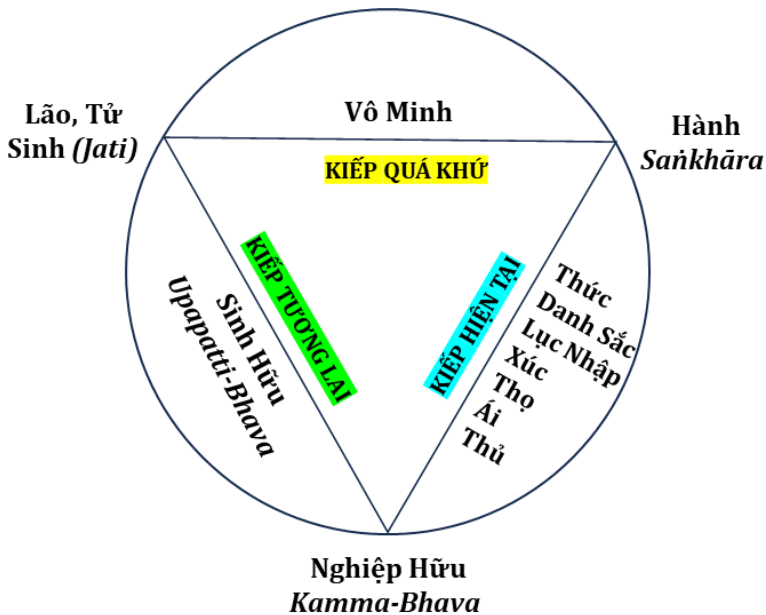 Vô Minh
Lão, Tử
Sinh (Jati)
Hành
Saṅkhāra
KIẾP QUÁ KHỨ
KIẾP TƯƠNG LAI
Sinh Hữu
Upapatti-Bhava
KIẾP HIỆN TẠI
Thức
Danh Sắc
Lục Nhập
Xúc
Thọ
Ái
Thủ
Nghiệp Hữu
Kamma-Bhava